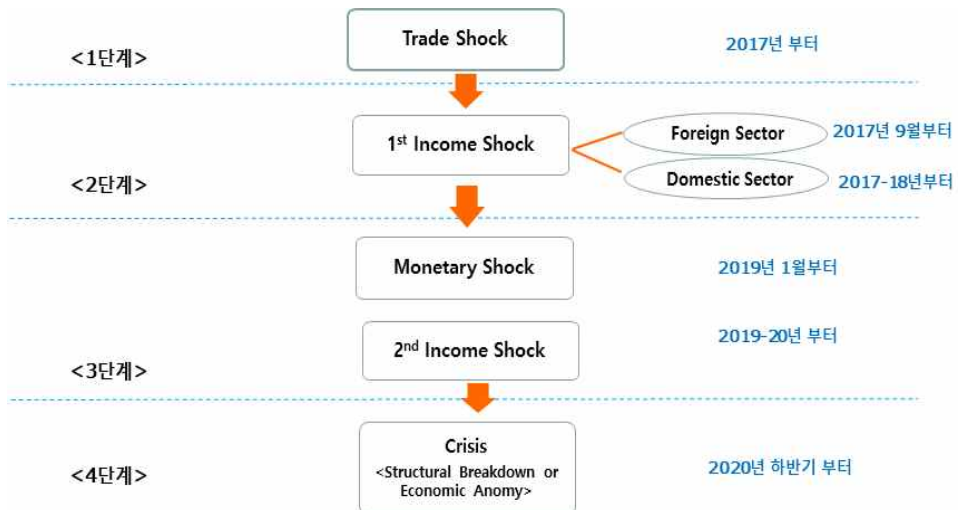 Trade Shock
2017년 부터
<1단계>
1st Income Shock
Foreign Sector
2017년 9월부터
Domestic Sector
2017-18년부터
<2단계>
Monetary Shock
2019년 1월부터
2nd Income Shock
2019-20년 부터
<3단계>
Crisis
<Structural Breakdown or
Economic Anomy>
<4단계>
2020년 하반기 부터